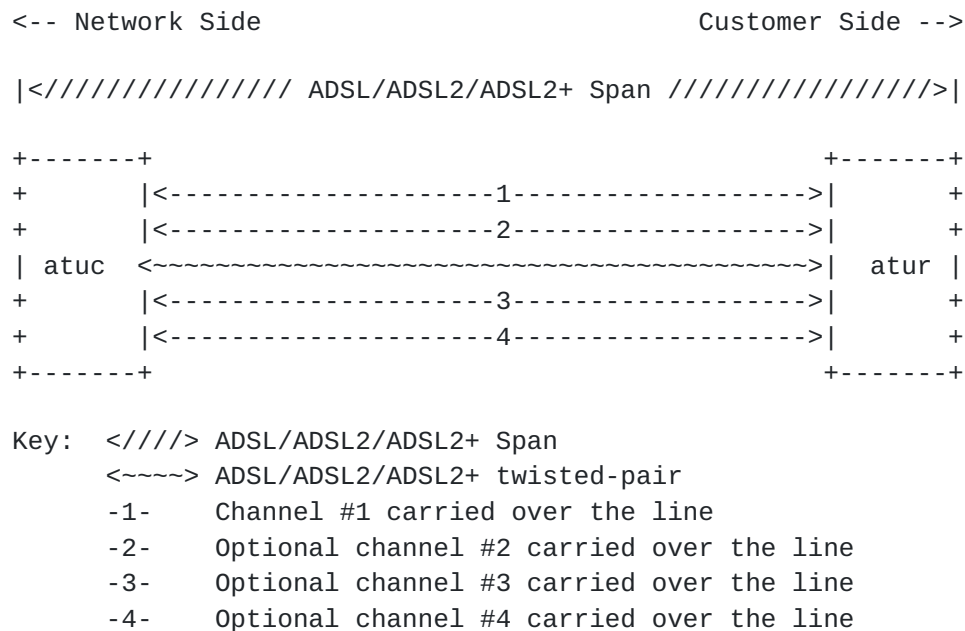 <-- Network Side                            Customer Side -->

|<//////////////// ADSL/ADSL2/ADSL2+ Span /////////////////>|

+-------+                                           +-------+
+       |<---------------------1------------------->|       +
+       |<---------------------2------------------->|       +
| atuc  <~~~~~~~~~~~~~~~~~~~~~~~~~~~~~~~~~~~~~~~~~~>|  atur |
+       |<---------------------3------------------->|       +
+       |<---------------------4------------------->|       +
+-------+                                           +-------+

Key:  <////> ADSL/ADSL2/ADSL2+ Span
      <~~~~> ADSL/ADSL2/ADSL2+ twisted-pair
      -1-    Channel #1 carried over the line
      -2-    Optional channel #2 carried over the line
      -3-    Optional channel #3 carried over the line
      -4-    Optional channel #4 carried over the line